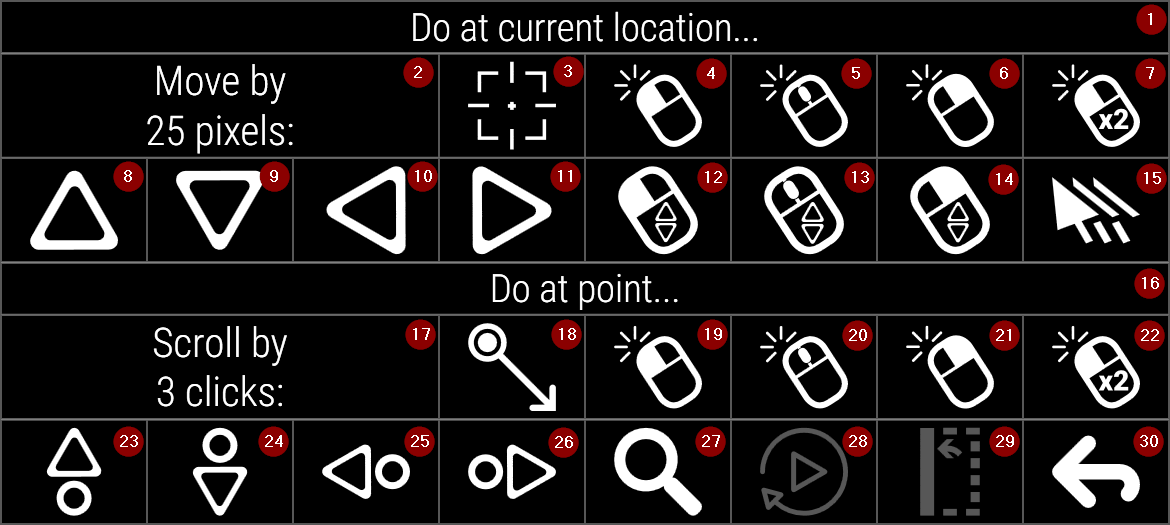 Do at current location... 1
Move by 2 3 4 5 6 7
25 pixels: x2
8 9 10 11 12 13 14 15
Do at point... 16
Scroll by 17 18 19 20 21 22
3 clicks: x2
23 24 25 26 27 28 29 30